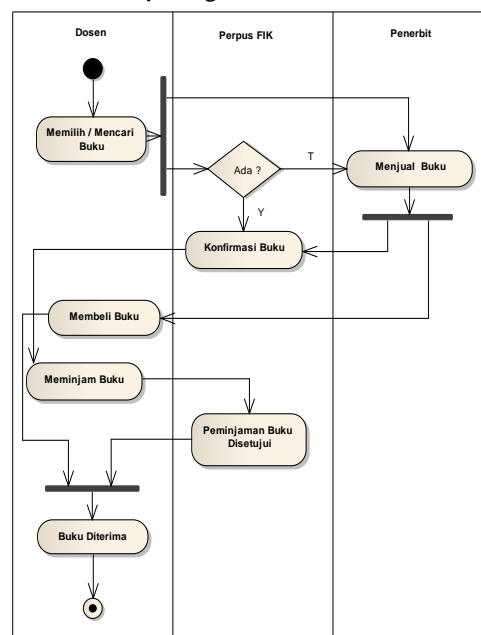 Dosen
Perpus FIK
Penerbit
Memilih / Mencari
Buku
Ada ?
T
Menjual Buku
Y
Konfirmasi Buku
Membeli Buku
Meminjam Buku
Peminjaman Buku
Disetujui
Buku Diterima